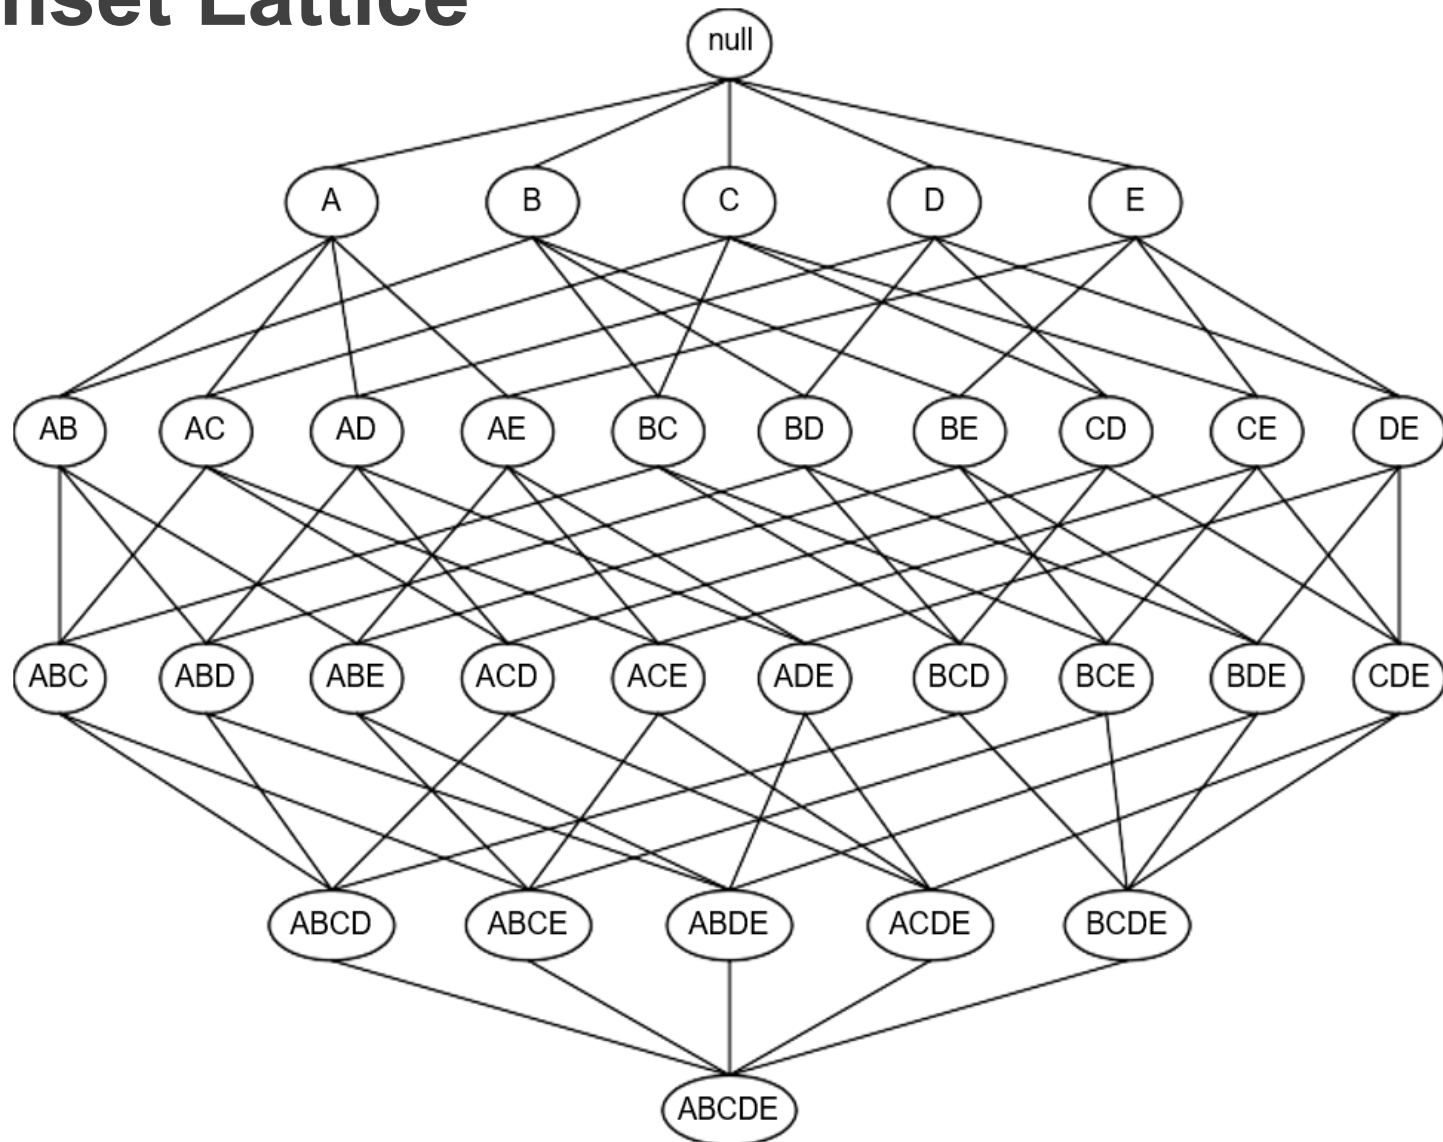 Lattice
null
A B C D E
AB AC AD AE BC BD BE CD CE DE
ABC ABD ABE ACD ACE ADE BCD BCE BDE CDE
ABCD ABCE ABDE ACDE BCDE
ABCDE